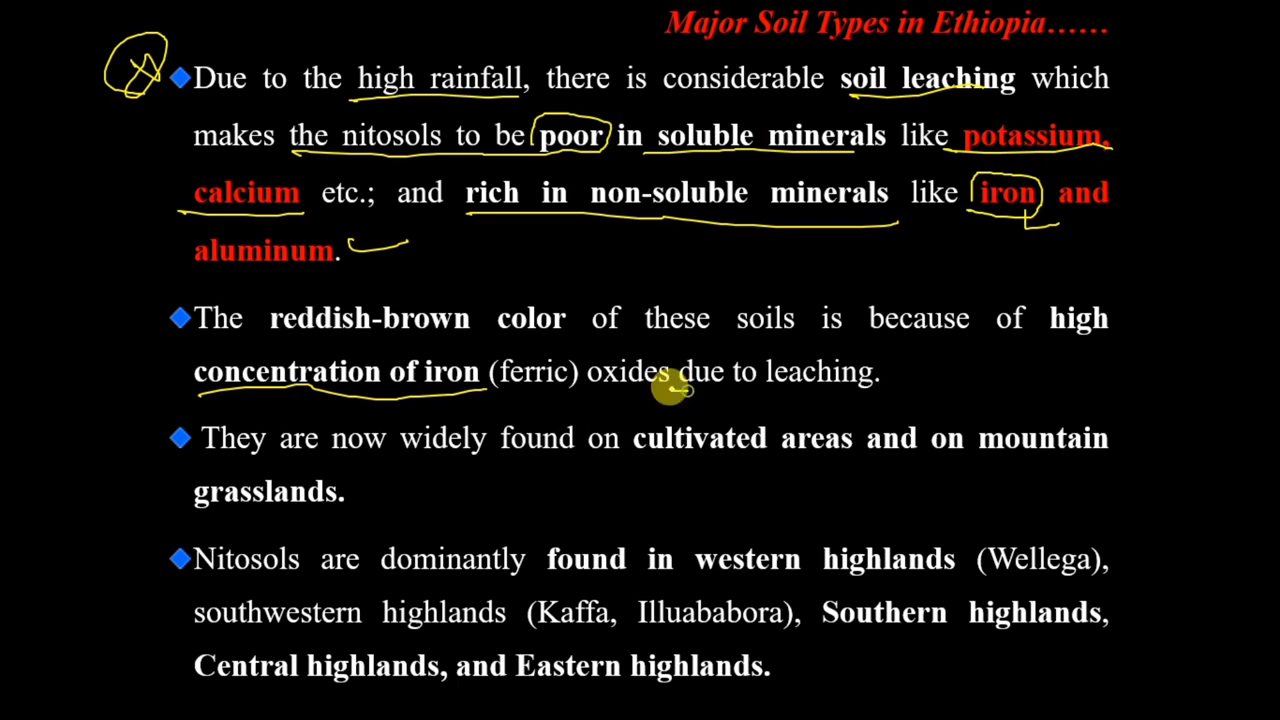 Major Soil Types in Ethiopia……
Due to the high rainfall, there is considerable soil leaching which
makes the nitosols to be poor in soluble minerals like potassium,
calcium etc.; and rich in non-soluble minerals like iron and
aluminum.
The reddish-brown color of these soils is because of high
concentration of iron (ferric) oxides due to leaching.
They are now widely found on cultivated areas and on mountain
grasslands.
Nitosols are dominantly found in western highlands (Wellega),
southwestern highlands (Kaffa, Illuababora), Southern highlands,
Central highlands, and Eastern highlands.